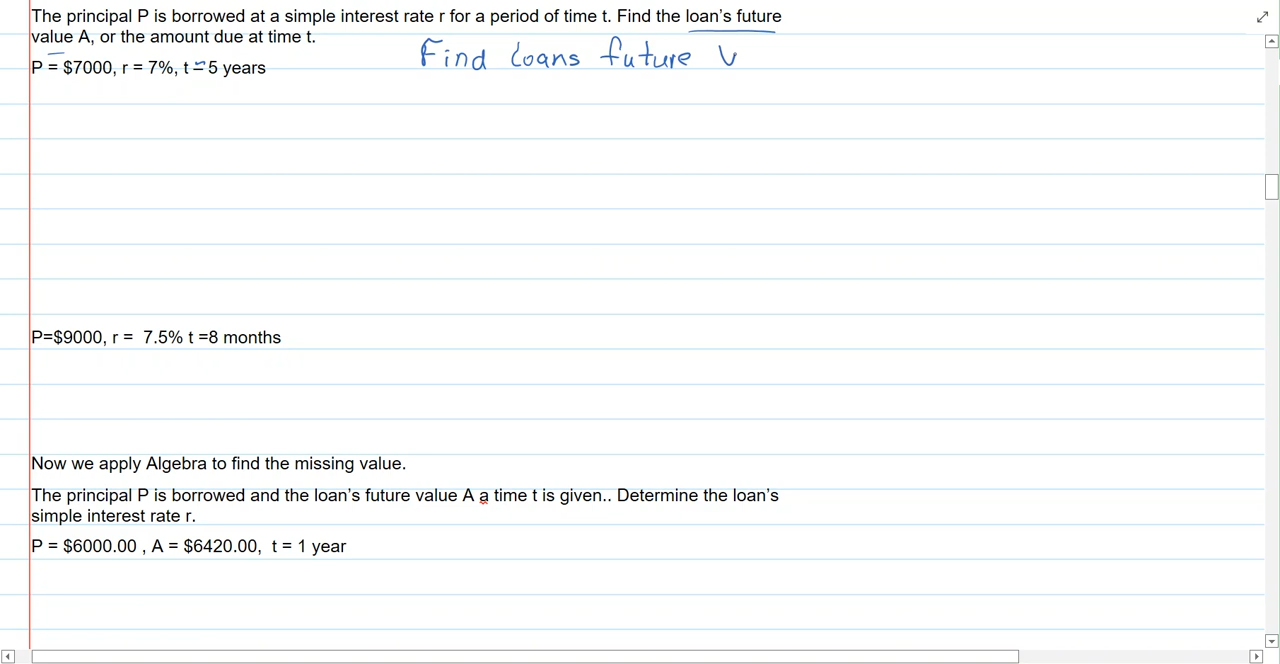 The principal P is borrowed at a simple interest rate r for a period of time t. Find the loan's future
value A, or the amount due at time t.
Find loans future v
P = $7000, r = 7%, t = 5 years
P=$9000, r =  7.5% t =8 months
Now we apply Algebra to find the missing value.
The principal P is borrowed and the loan's future value A a time t is given.. Determine the loan's
simple interest rate r.
P = $6000.00 , A = $6420.00,  t = 1 year